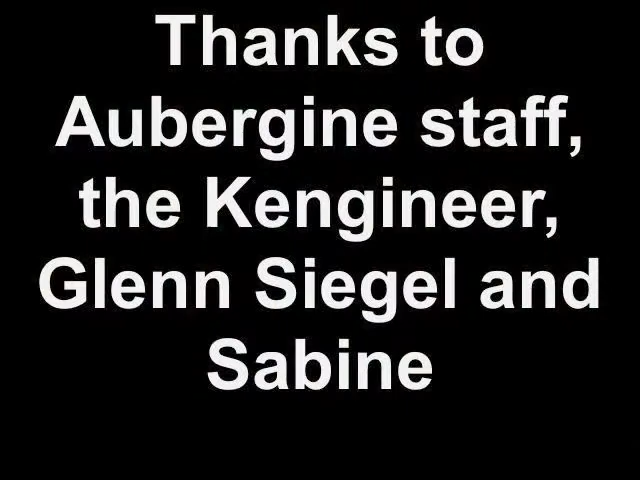 Thanks to
Aubergine staff,
the Kengineer,
Glenn Siegel and
Sabine